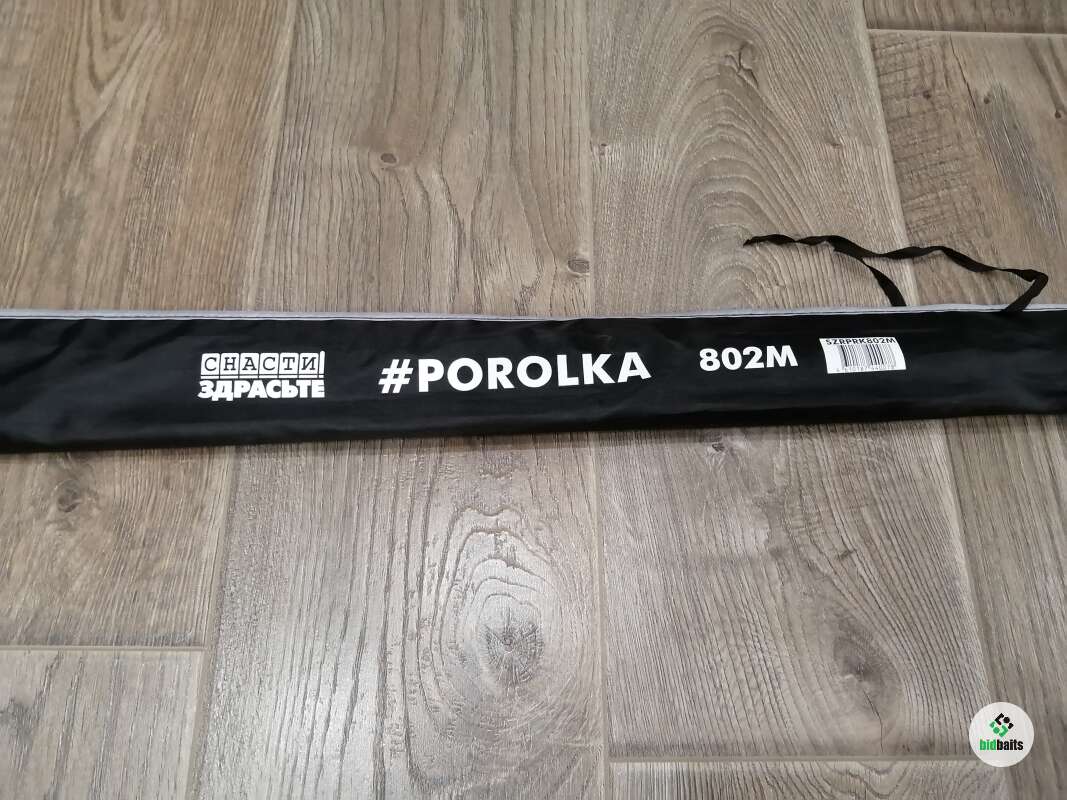 СНАСТИ!
ЗДРАСЬТЕ
#POROLKA
802M
SZRPRK802M
bidbaits